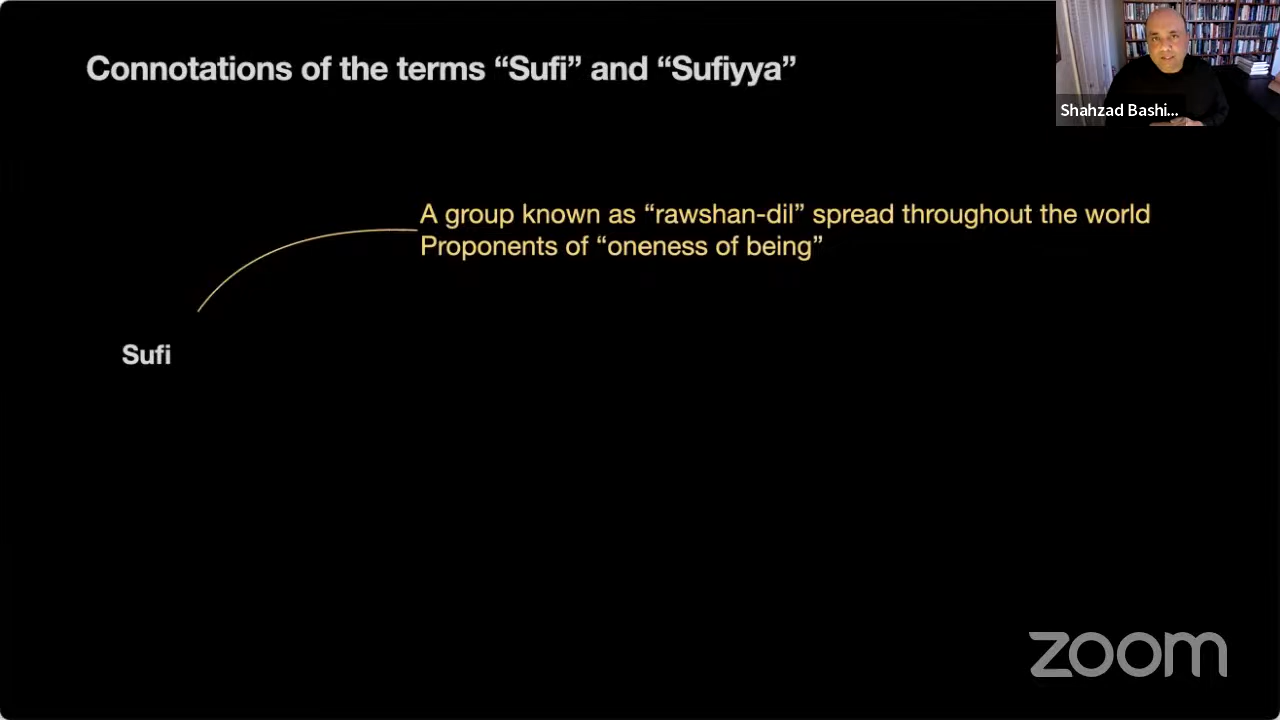 Connotations of the terms “Sufi” and “Sufiyya”
Shahzad Bashi...
A group known as “rawshan-dil” spread throughout the world
Proponents of “oneness of being”
Sufi
zoom